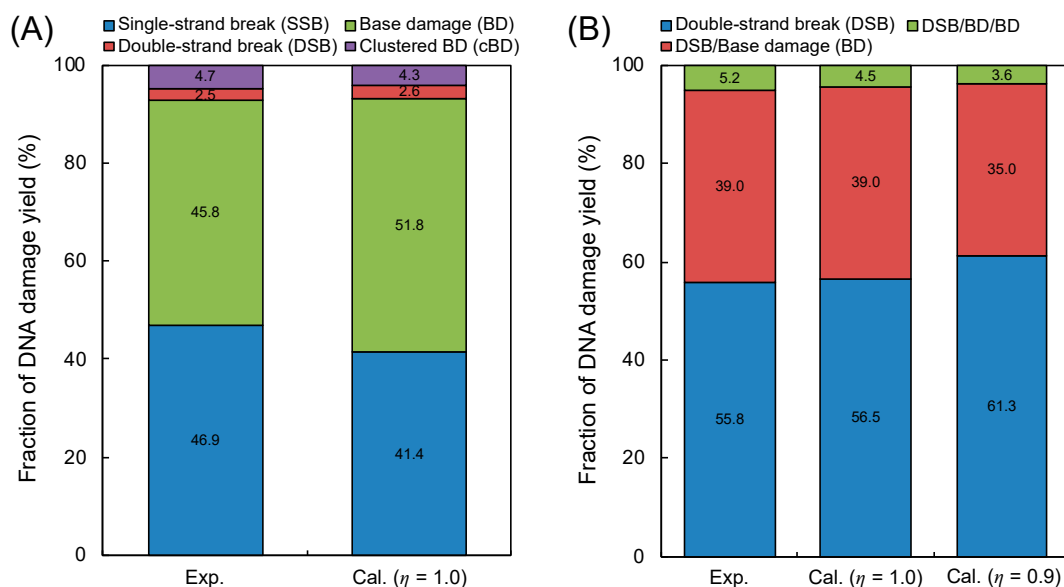 (A)
Single-strand break (SSB) Base damage (BD)
Double-strand break (DSB) Clustered BD (cBD)
Fraction of DNA damage yield (%)
100
80
60
40
20
0
4.7
2.5
45.8
46.9
4.3
2.6
51.8
41.4
Exp. Cal. (η = 1.0)
(B)
Double-strand break (DSB) DSB/BD/BD
DSB/Base damage (BD)
Fraction of DNA damage yield (%)
100
80
60
40
20
0
5.2
39.0
55.8
4.5
39.0
56.5
3.6
35.0
61.3
Exp. Cal. (η = 1.0) Cal. (η = 0.9)